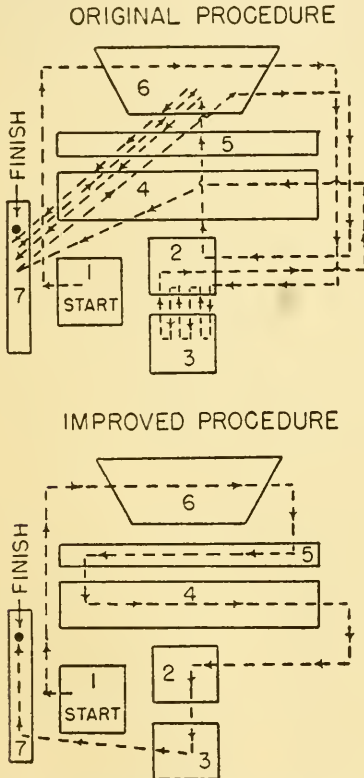 ORIGINAL PROCEDURE
6
5
4
FINISH
2
1
START
7
3
IMPROVED PROCEDURE
6
5
4
FINISH
2
1
START
7
3